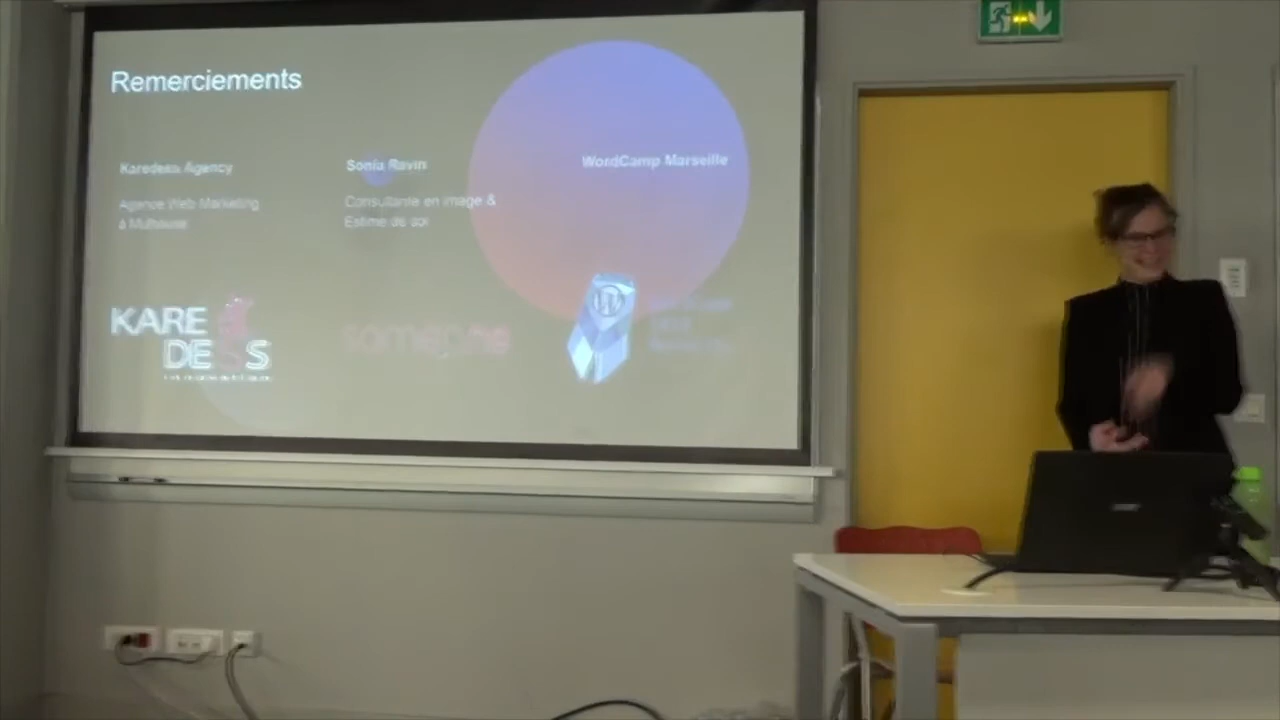 Remerciements
Karedess Agency
Agence Web Marketing
à Mulhouse
Sonia Ravin
Consultante en image &
Estime de soi
WordCamp Marseille
KARE
DESS